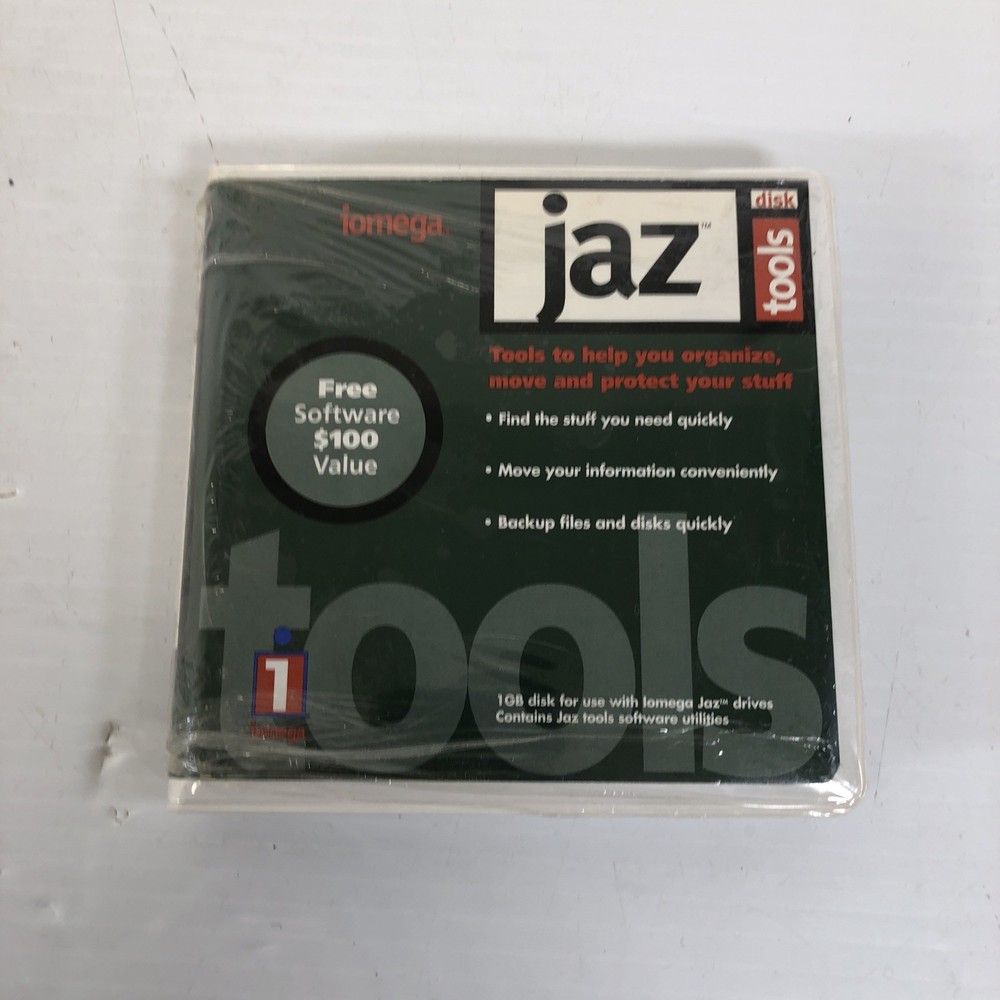 iomega
jaz™
disk
tools
Tools to help you organize,
move and protect your stuff
Free
Software
$100
Value
• Find the stuff you need quickly
• Move your information conveniently
• Backup files and disks quickly
tools
1GB disk for use with Iomega Jaz™ drives
Contains Jaz tools software utilities
iomega